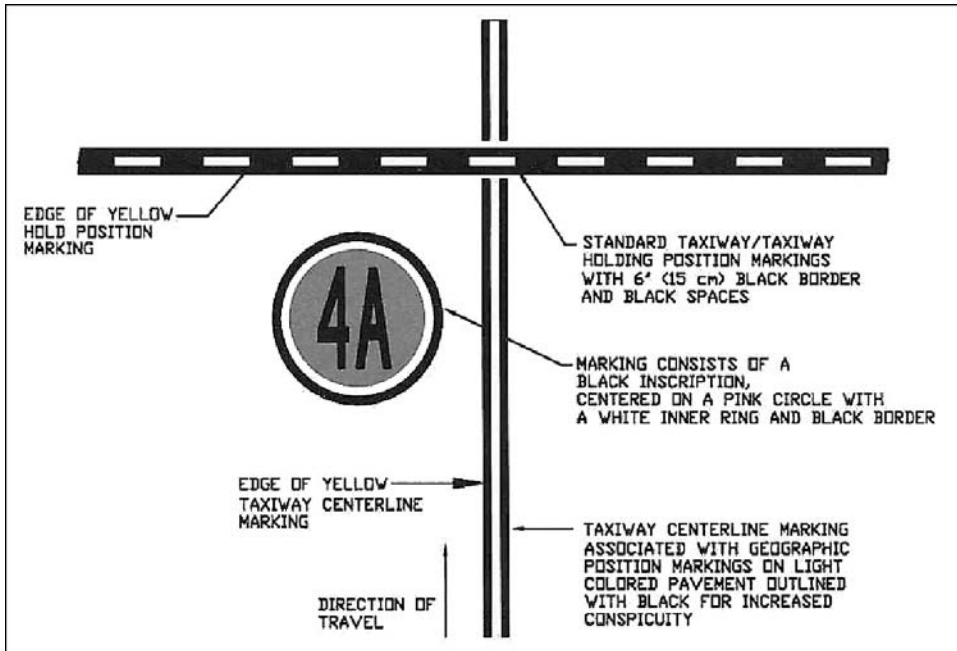 EDGE OF YELLOW
HOLD POSITION
MARKING
STANDARD TAXIWAY/TAXIWAY
HOLDING POSITION MARKINGS
WITH 6" (15 cm) BLACK BORDER
AND BLACK SPACES
4A
MARKING CONSISTS OF A
BLACK INSCRIPTION,
CENTERED ON A PINK CIRCLE WITH
A WHITE INNER RING AND BLACK BORDER
EDGE OF YELLOW
TAXIWAY CENTERLINE
MARKING
TAXIWAY CENTERLINE MARKING
ASSOCIATED WITH GEOGRAPHIC
POSITION MARKINGS ON LIGHT
COLORED PAVEMENT OUTLINED
WITH BLACK FOR INCREASED
CONSPICUITY
DIRECTION OF
TRAVEL